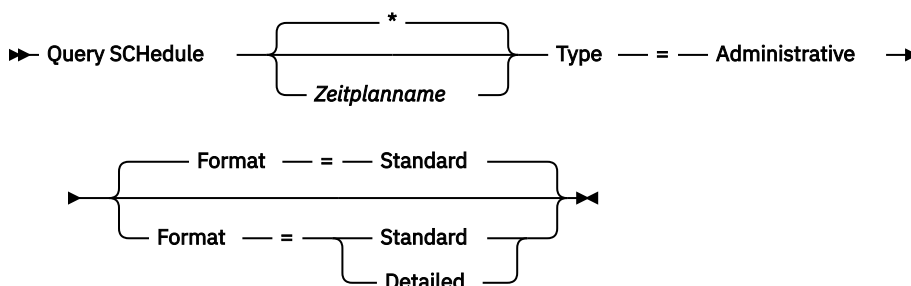 *
Query SCHedule Type = Administrative
Zeitplanname
Format = Standard
Format = Standard
Detailed